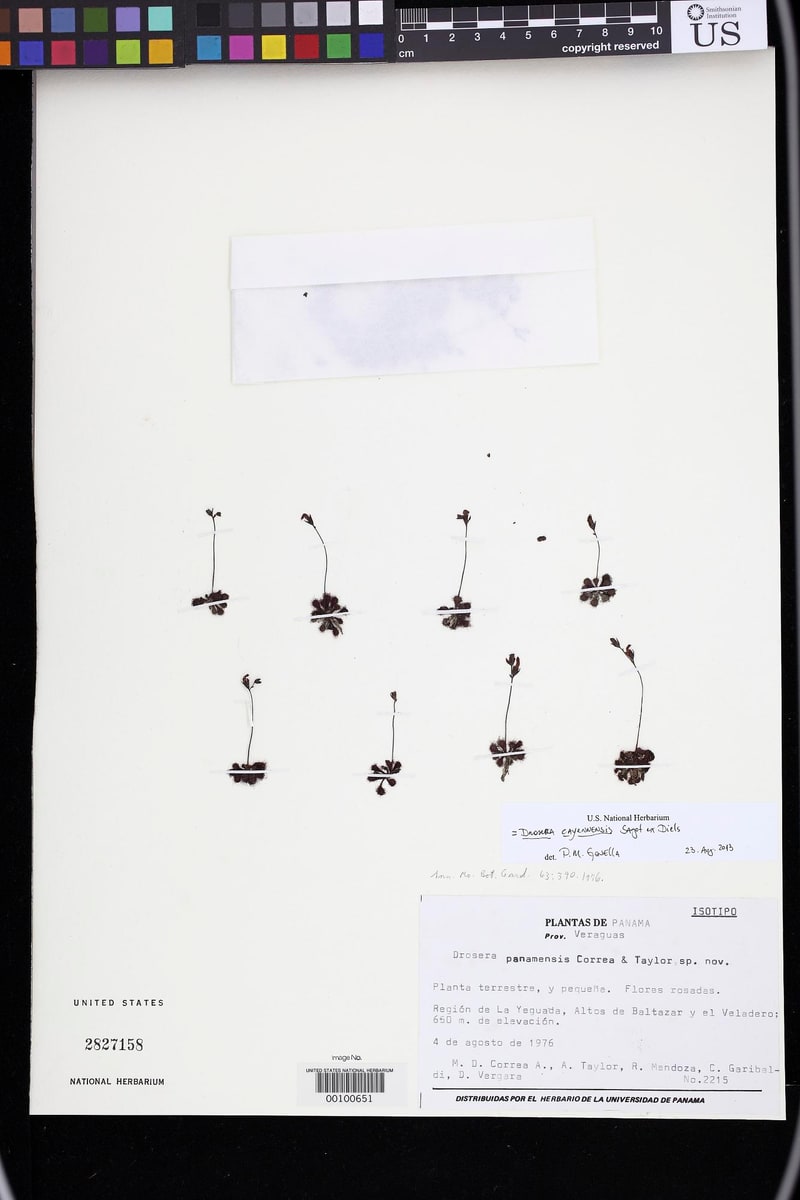 0 1 2 3 4 5 6 7 8 9 10
cm
copyright reserved
Smithsonian
Institution
US
U.S. National Herbarium
= Drosera cayennensis Sagot ex Diels
det. P.M. Gonella 23. Aug. 2013
Ann. Mo. Bot. Gard. 63: 390. 1976.
ISOTIPO
PLANTAS DE PANAMA
Prov. Veraguas
Drosera panamensis Correa & Taylor sp. nov.
Planta terrestre, y pequeña. Flores rosadas.
Región de La Yeguada, Altos de Baltazar y el Veladero;
650 m. de elevación.
4 de agosto de 1976
M. D. Correa A., A. Taylor, R. Mendoza, C. Garibal-
di, D. Vergara No.2215
DISTRIBUIDAS POR EL HERBARIO DE LA UNIVERSIDAD DE PANAMA
UNITED STATES
2827158
NATIONAL HERBARIUM
Image No.
UNITED STATES NATIONAL HERBARIUM
00100651